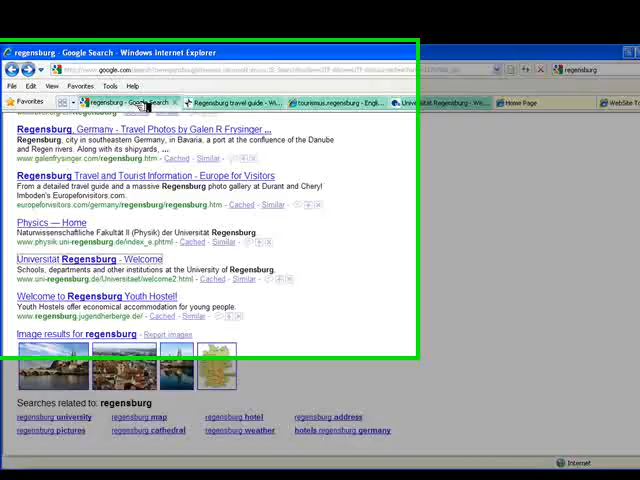 regensburg - Google Search - Windows Internet Explorer
www.google.com
regensburg
File Edit View Favorites Tools Help
Favorites
regensburg - Google Search
Regensburg travel guide - Wi...
tourismus.regensburg - Engli...
Universität Regensburg - We...
Home Page
WebSite To
Regensburg, Germany - Travel Photos by Galen R Frysinger ...
Regensburg, city in southeastern Germany, in Bavaria, a port at the confluence of the Danube
and Regen rivers. Along with its shipyards, ...
www.galenfrysinger.com/regensburg.htm - Cached - Similar
Regensburg Travel and Tourist Information - Europe for Visitors
From a detailed travel guide and a massive Regensburg photo gallery at Durant and Cheryl
Imboden's Europeforvisitors.com.
europeforvisitors.com/germany/regensburg/regensburg.htm - Cached - Similar
Physics — Home
Naturwissenschaftliche Fakultät II (Physik) der Universität Regensburg.
www.physik.uni-regensburg.de/index_e.phtml - Cached - Similar
Universität Regensburg - Welcome
Schools, departments and other institutions at the University of Regensburg.
www.uni-regensburg.de/Universitaet/welcome2.html - Cached - Similar
Welcome to Regensburg Youth Hostel!
Youth Hostels offer economical accommodation for young people.
www.regensburg.jugendherberge.de/ - Cached - Similar
Image results for regensburg - Report images
Searches related to: regensburg
regensburg university regensburg map regensburg hotel regensburg address
regensburg pictures regensburg cathedral regensburg weather hotels regensburg germany
Internet